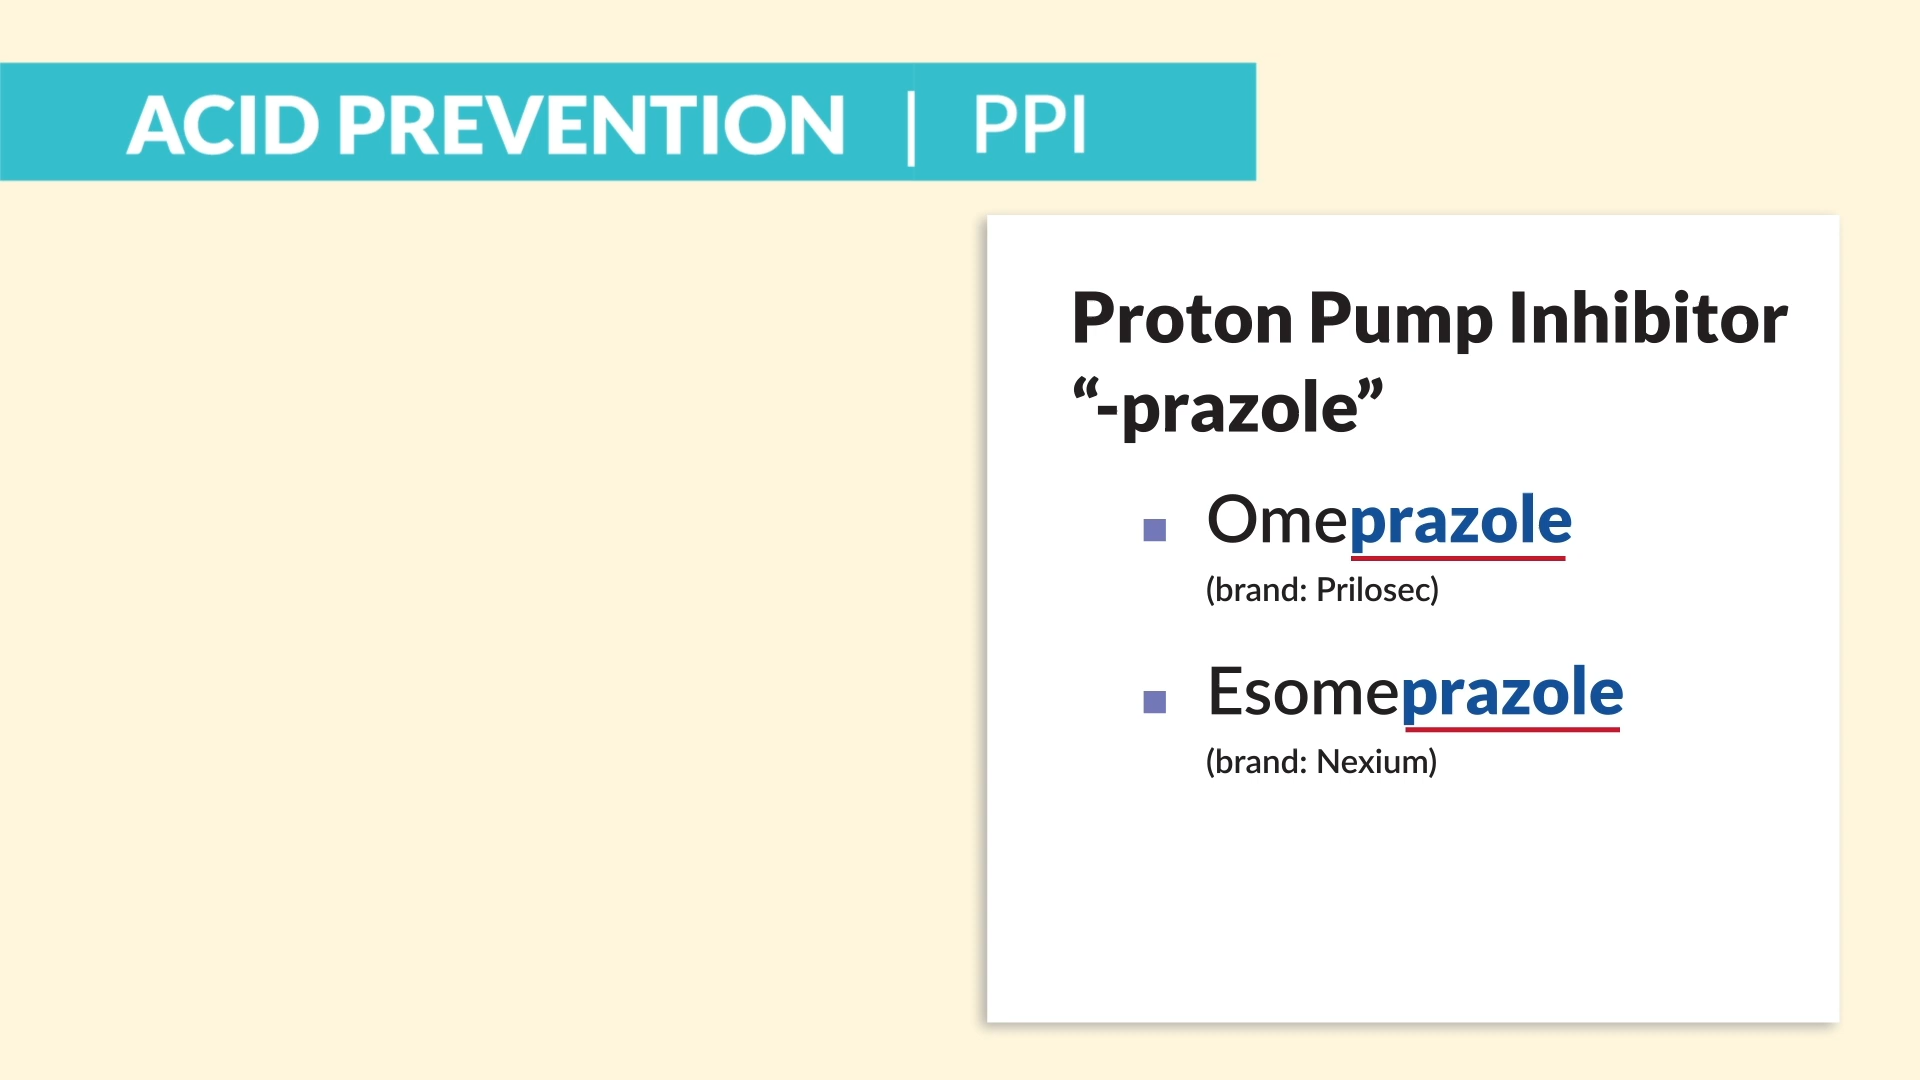 ACID PREVENTION | PPI
Proton Pump Inhibitor
“-prazole”
Omeprazole
(brand: Prilosec)
Esomeprazole
(brand: Nexium)